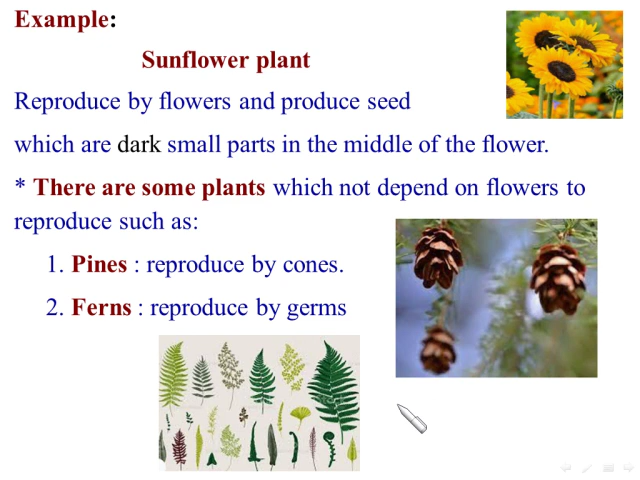 Example:
Sunflower plant
Reproduce by flowers and produce seed
which are dark small parts in the middle of the flower.
* There are some plants which not depend on flowers to
reproduce such as:
1. Pines : reproduce by cones.
2. Ferns : reproduce by germs